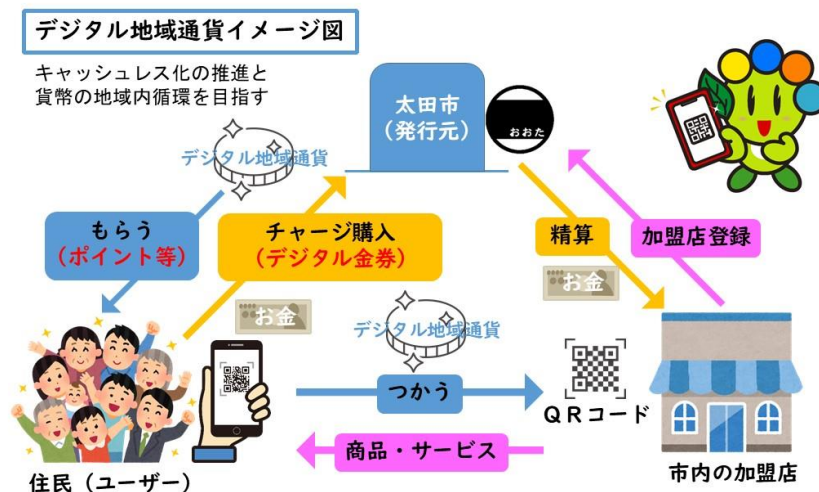 デジタル地域通貨イメージ図
キャッシュレス化の推進と
貨幣の地域内循環を目指す
太田市
(発行元)
おおた
デジタル地域通貨
もらう
(ポイント等)
チャージ購入
(デジタル金券)
精算
加盟店登録
お金
お金
デジタル地域通貨
つかう
QRコード
商品・サービス
住民(ユーザー)
市内の加盟店